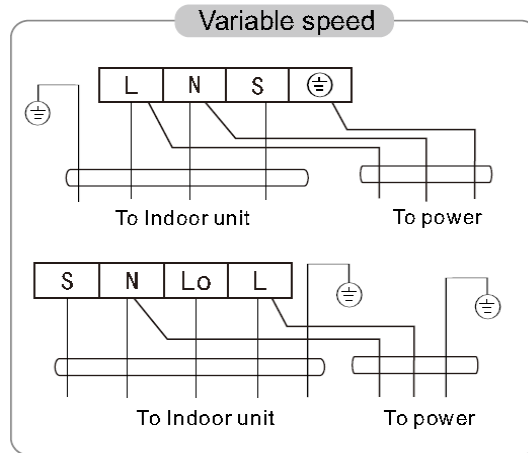 Variable speed
L N S
To Indoor unit To power
S N Lo L
To Indoor unit To power